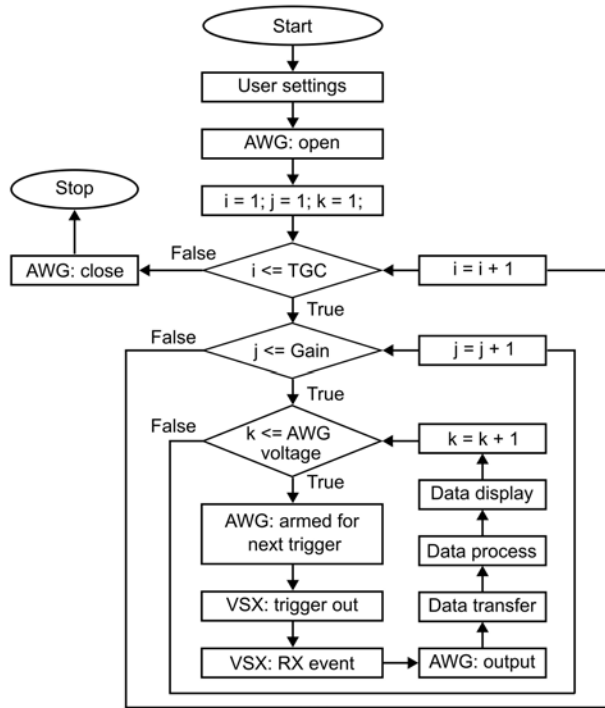 Start
User settings
AWG: open
i = 1; j = 1; k = 1;
Stop
AWG: close
False
i <= TGC
i = i + 1
True
False
j <= Gain
j = j + 1
True
False
k <= AWG
voltage
k = k + 1
True
AWG: armed for
next trigger
VSX: trigger out
VSX: RX event
AWG: output
Data transfer
Data process
Data display